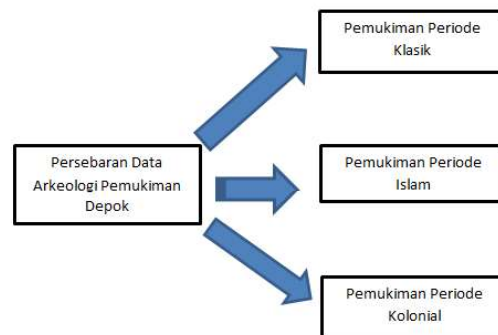 Pemukiman Periode
Klasik
Persebaran Data
Arkeologi Pemukiman
Depok
Pemukiman Periode
Islam
Pemukiman Periode
Kolonial